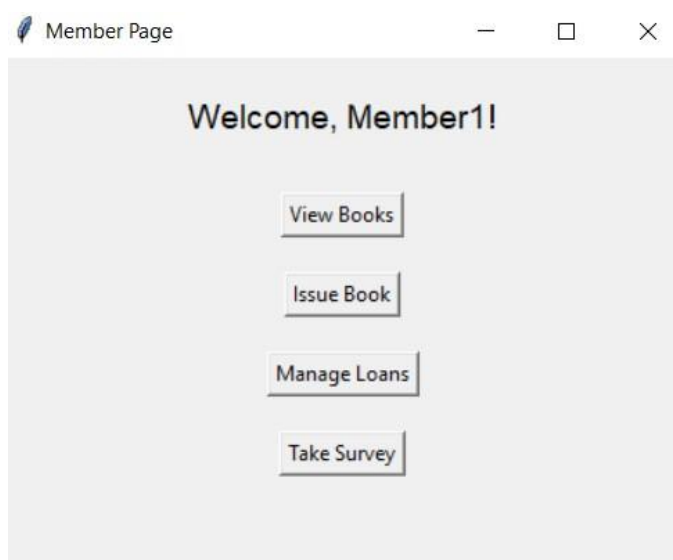 Member Page
Welcome, Member1!
View Books
Issue Book
Manage Loans
Take Survey